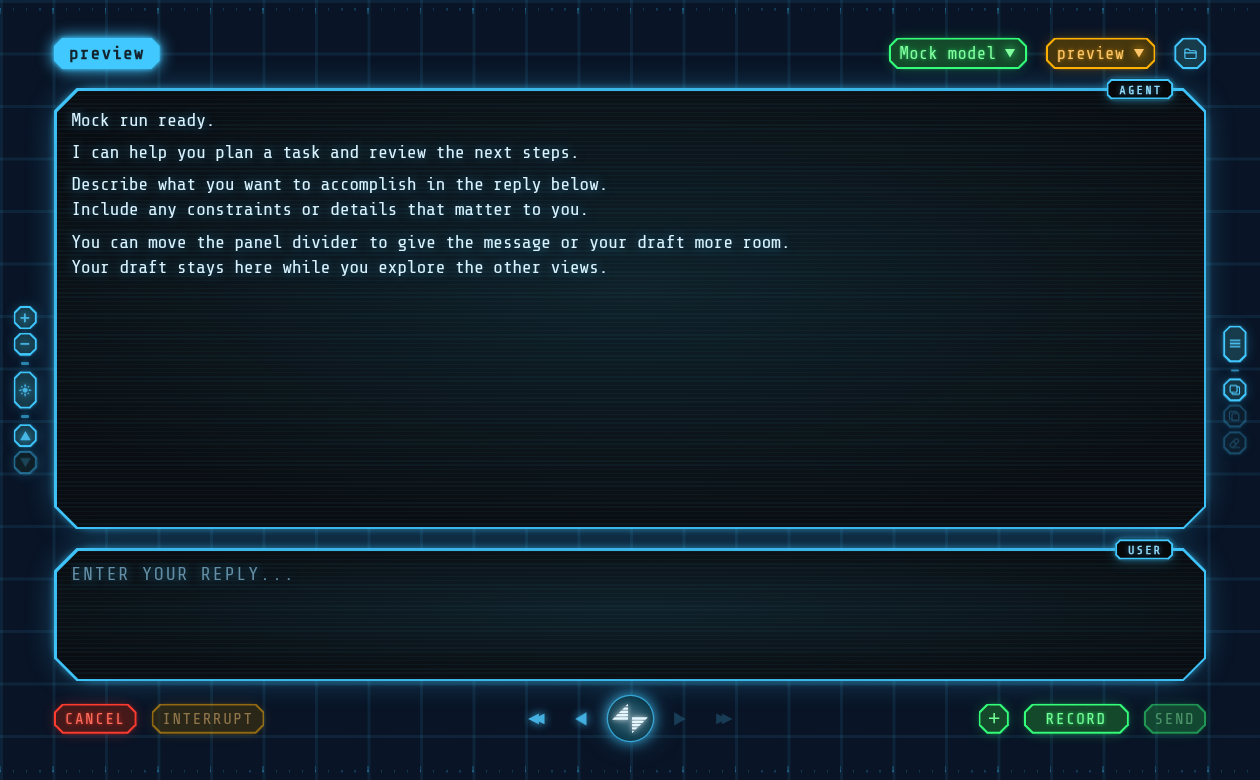 preview
Mock model
preview
AGENT
Mock run ready.
I can help you plan a task and review the next steps.
Describe what you want to accomplish in the reply below.
Include any constraints or details that matter to you.
You can move the panel divider to give the message or your draft more room.
Your draft stays here while you explore the other views.
USER
ENTER YOUR REPLY...
CANCEL
INTERRUPT
RECORD
SEND